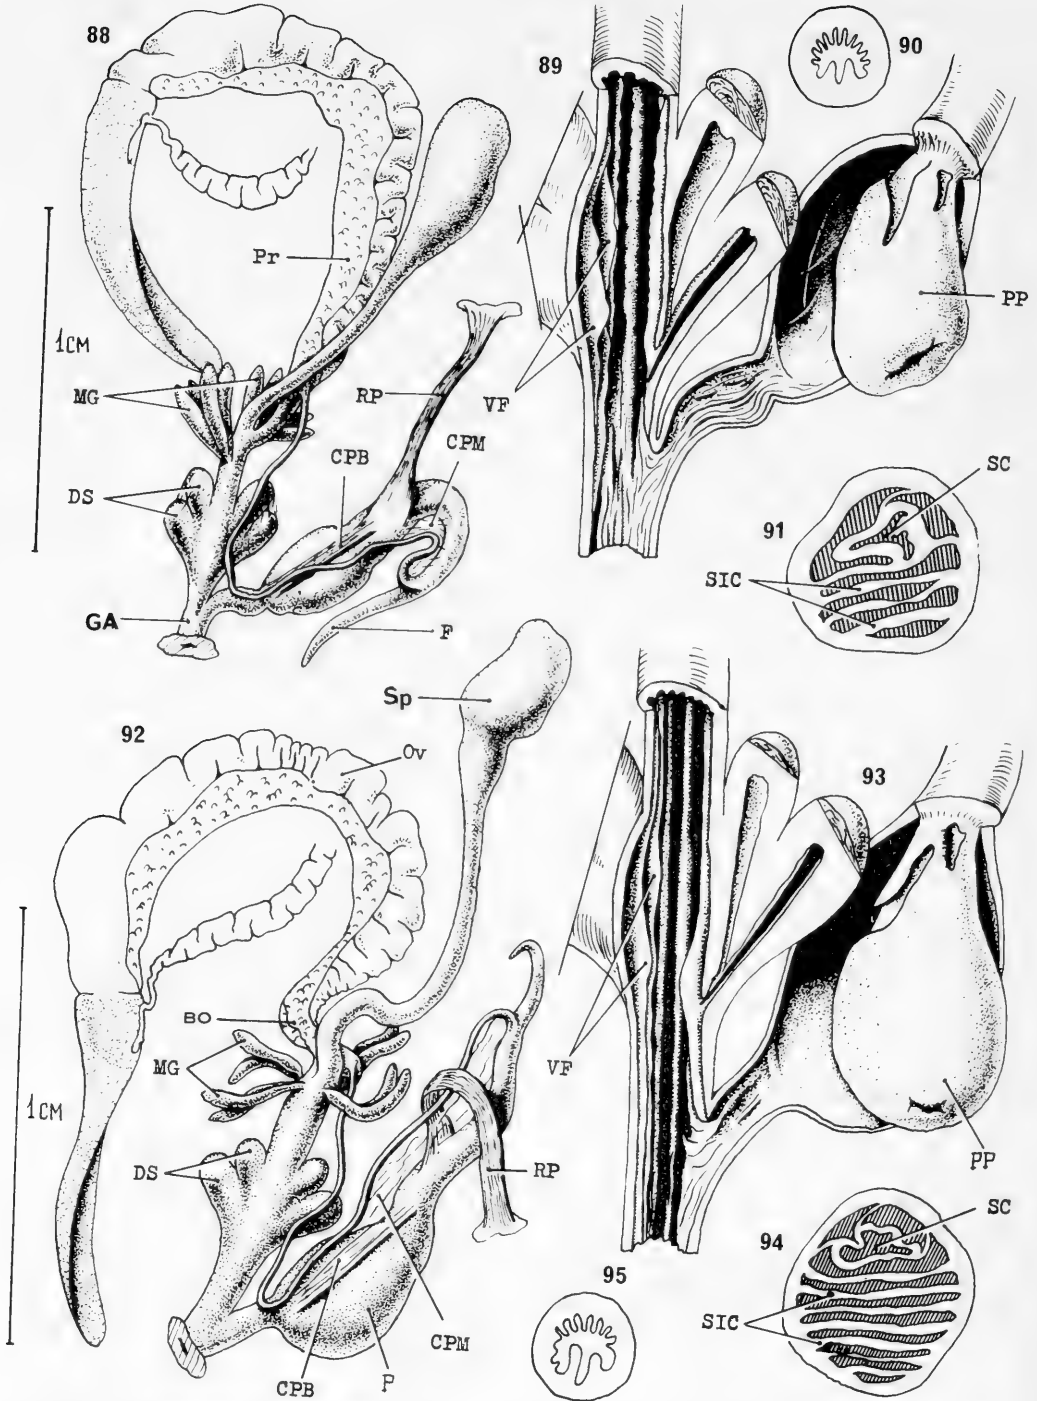 88
89
90
1CM
Pr
MG
DS
GA
RP
CPB
CPM
F
VF
PP
91
SC
SIC
92
Sp
Ov
1CM
BO
MG
DS
RP
CPM
CPB
P
93
VF
PP
94
SC
SIC
95